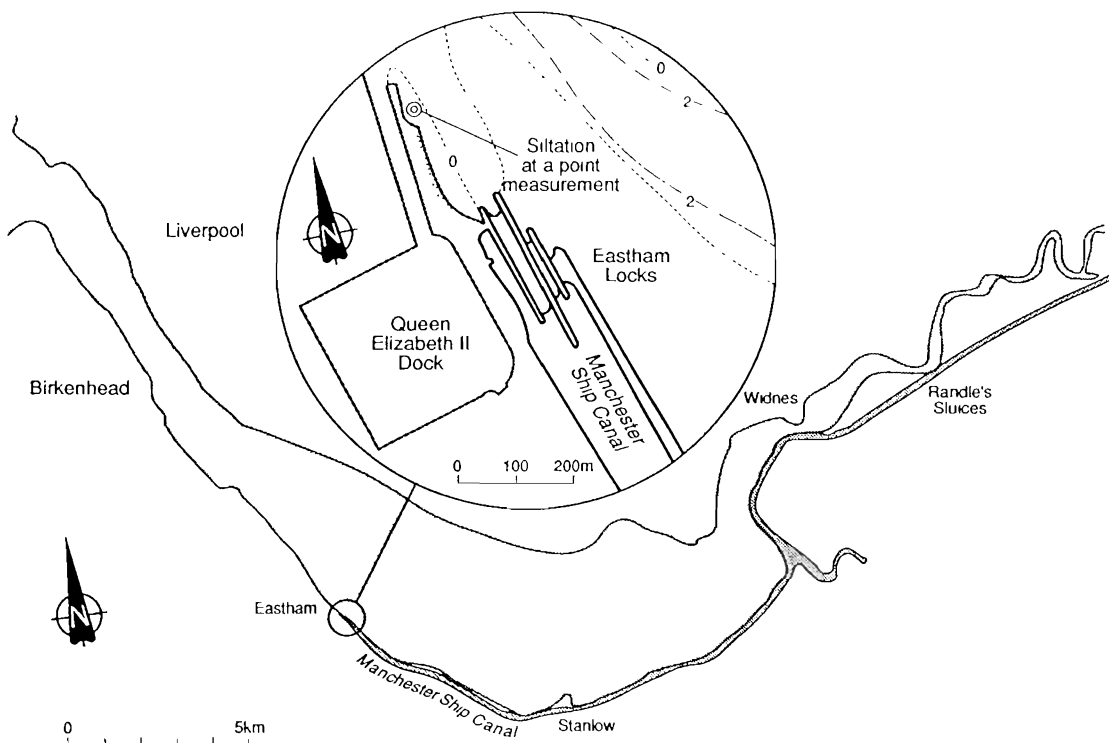 0
2
Siltation
at a point
measurement
0
2
N
Liverpool
Eastham
Locks
Queen
Elizabeth II
Dock
Birkenhead
Manchester
Ship Canal
Widnes
Randle's
Sluices
0 100 200m
N
Eastham
Manchester Ship Canal
Stanlow
0 5km